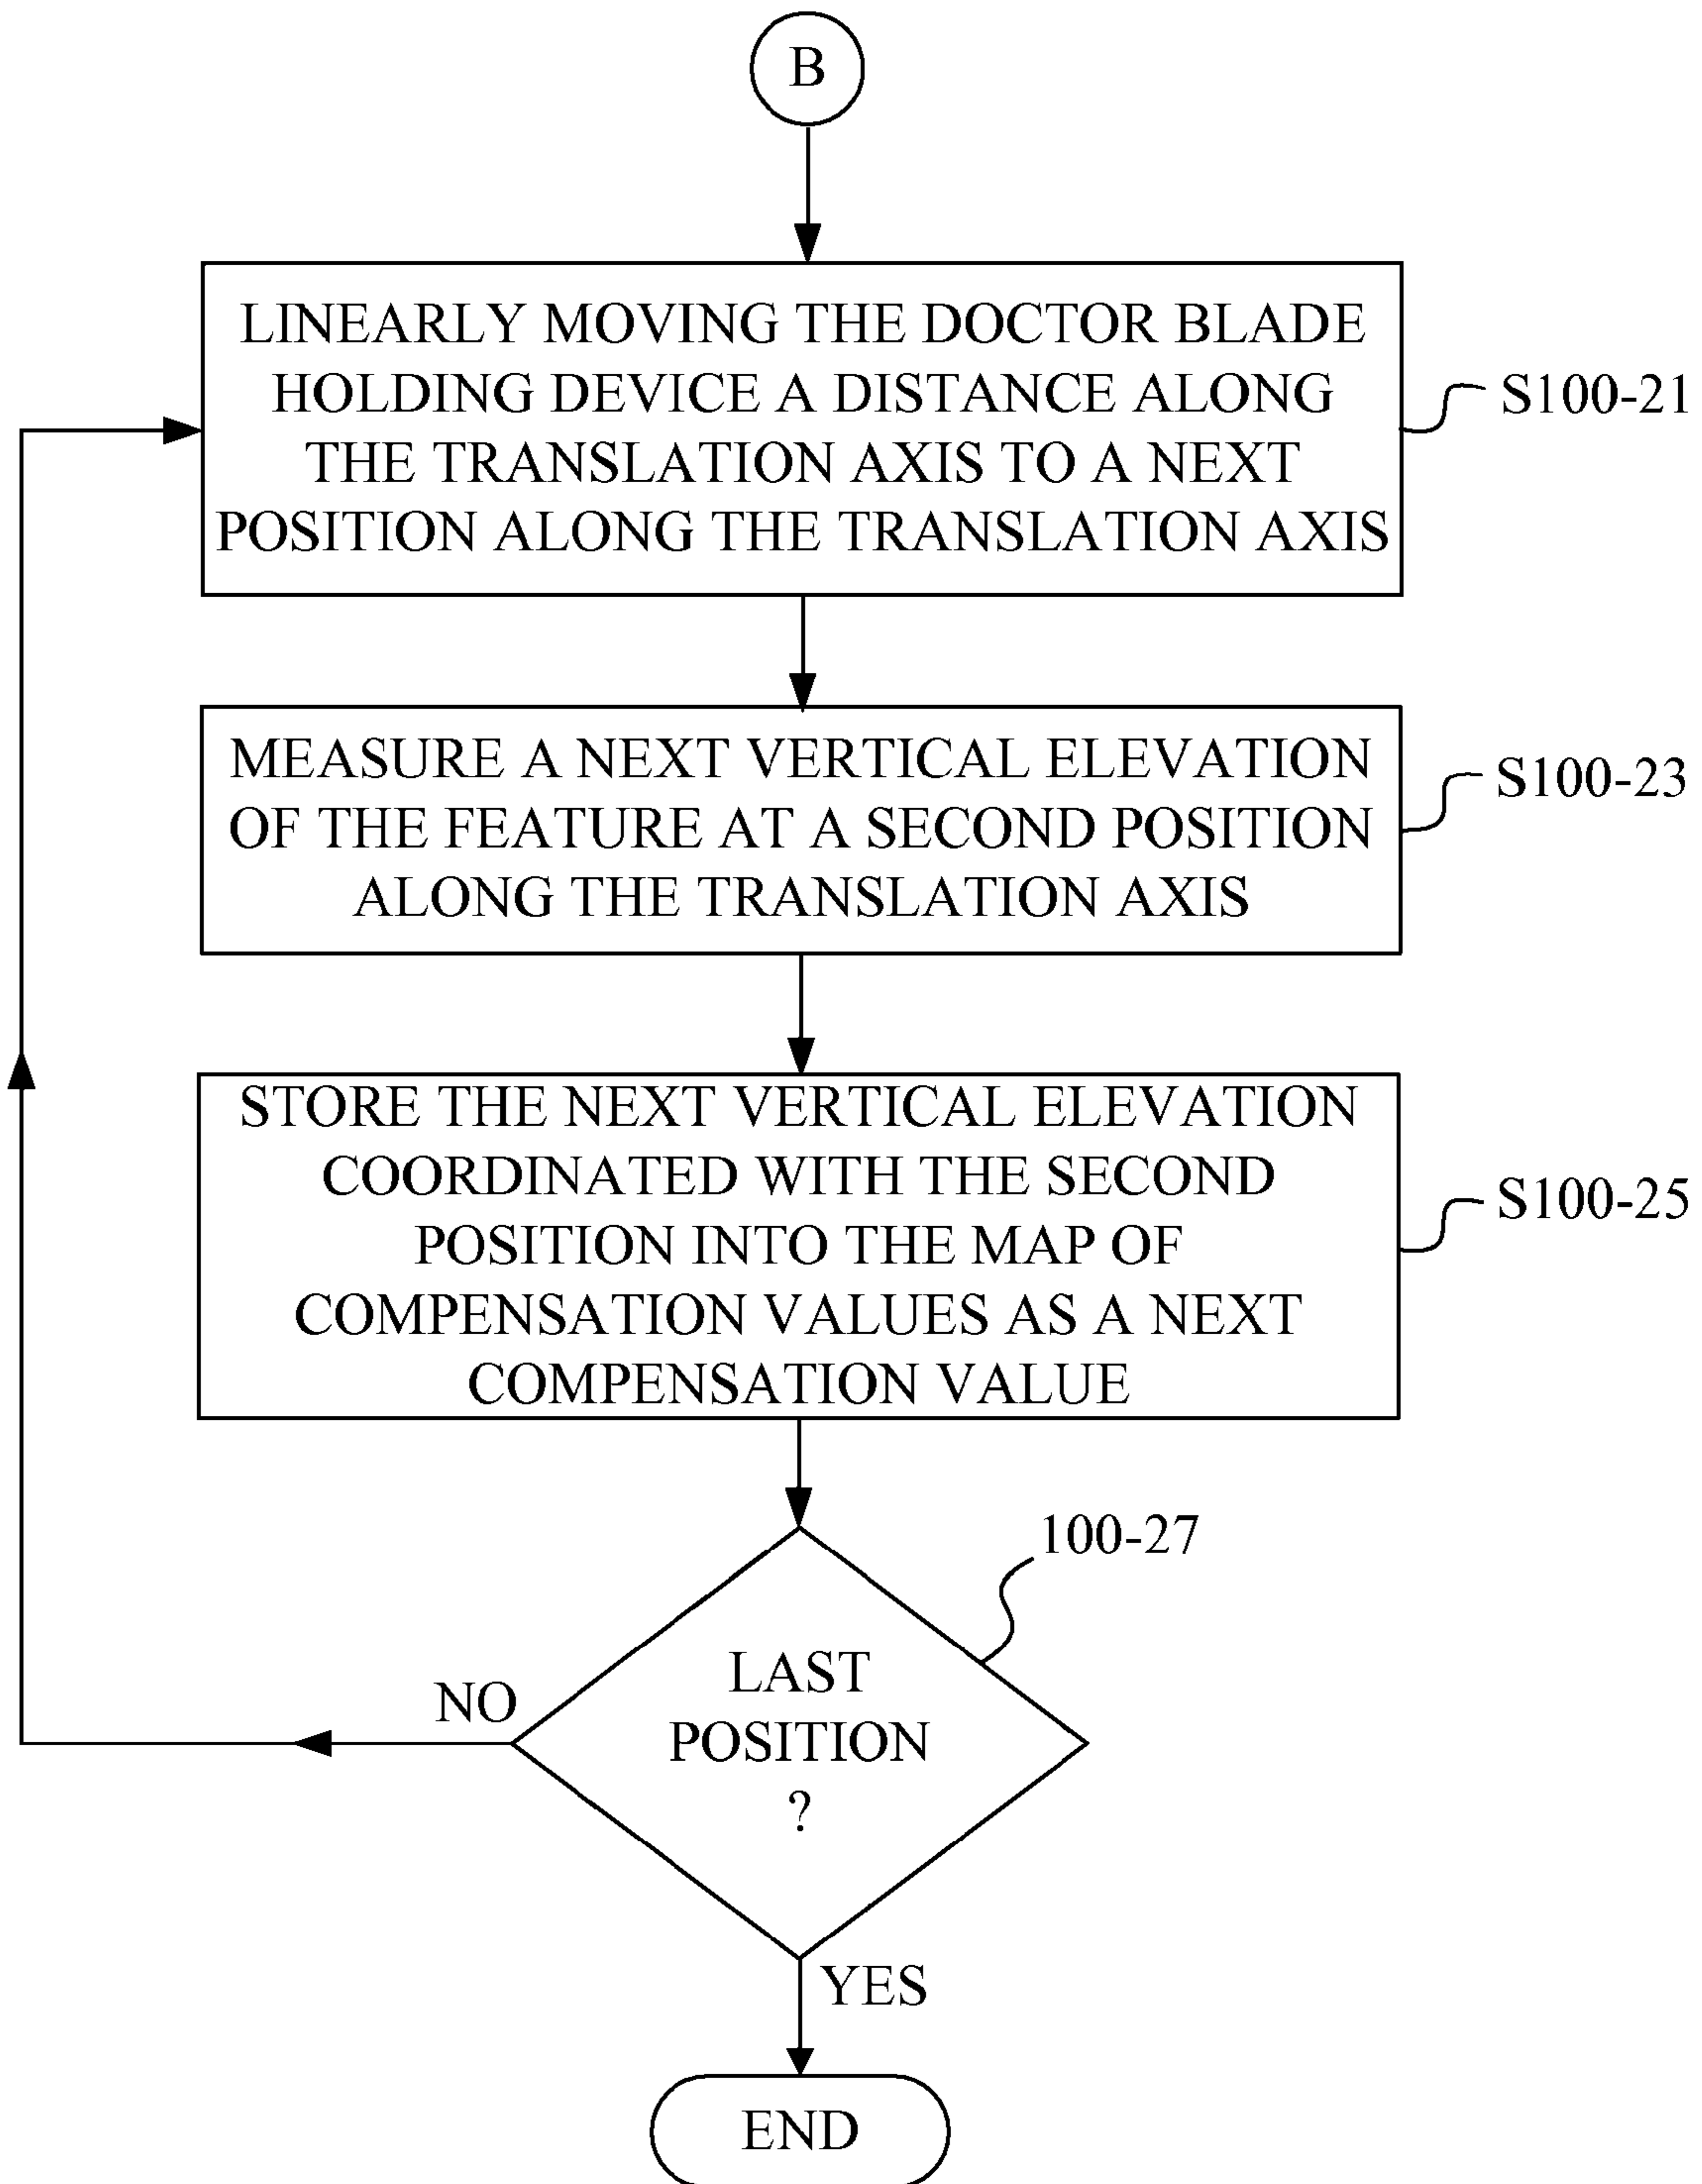 B
LINEARLY MOVING THE DOCTOR BLADE
HOLDING DEVICE A DISTANCE ALONG
THE TRANSLATION AXIS TO A NEXT
POSITION ALONG THE TRANSLATION AXIS
S100-21
MEASURE A NEXT VERTICAL ELEVATION
OF THE FEATURE AT A SECOND POSITION
ALONG THE TRANSLATION AXIS
S100-23
STORE THE NEXT VERTICAL ELEVATION
COORDINATED WITH THE SECOND
POSITION INTO THE MAP OF
COMPENSATION VALUES AS A NEXT
COMPENSATION VALUE
S100-25
100-27
LAST
POSITION
?
NO
YES
END